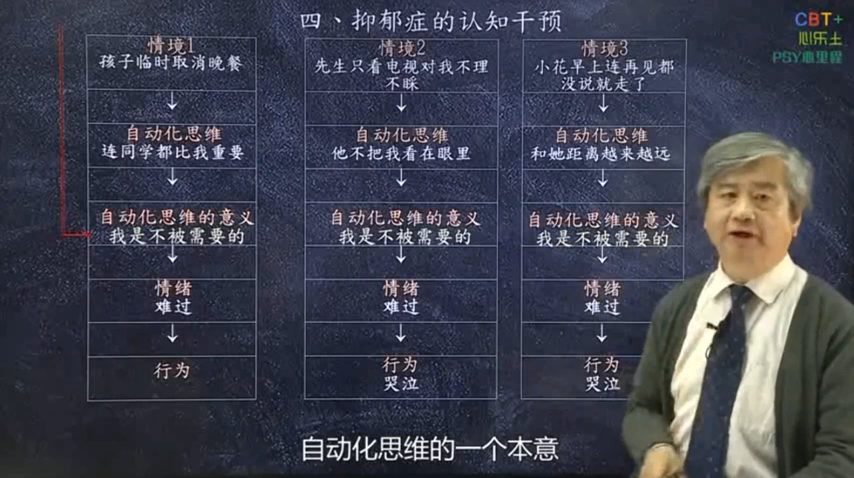 四、抑郁症的认知干预
CBT+
心乐土
PSY心里程
情境1
孩子临时取消晚餐
自动化思维
连同学都比我重要
自动化思维的意义
我是不被需要的
情绪
难过
行为
情境2
先生只看电视对我不理
不睬
自动化思维
他不把我看在眼里
自动化思维的意义
我是不被需要的
情绪
难过
行为
哭泣
情境3
小花早上连再见都
没说就走了
自动化思维
和她距离越来越远
自动化思维的意义
我是不被需要的
情绪
难过
行为
哭泣
自动化思维的一个本意